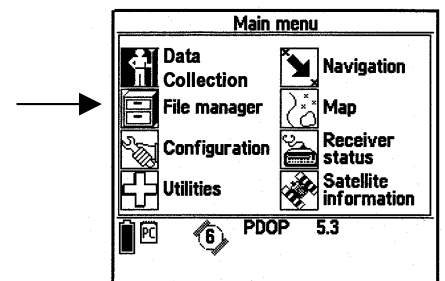 Main menu
Data Collection
Navigation
File manager
Map
Configuration
Receiver status
Utilities
Satellite information
PC
6
PDOP 5.3